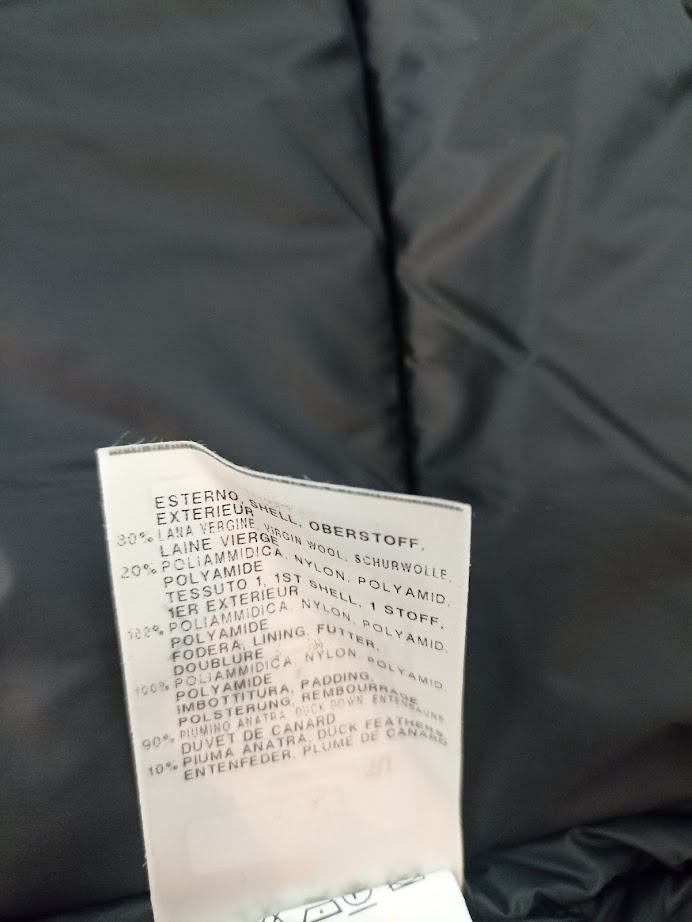 ESTERNO, SHELL, OBERSTOFF,
EXTERIEUR
80% LANA VERGINE, VIRGIN WOOL, SCHURWOLLE,
LAINE VIERGE
20% POLIAMMIDICA, NYLON, POLYAMID,
POLYAMIDE
TESSUTO 1, 1ST SHELL, 1 STOFF,
1ER EXTERIEUR
100% POLIAMMIDICA, NYLON, POLYAMID,
POLYAMIDE
FODERA, LINING, FUTTER,
DOUBLURE
100% POLIAMMIDICA, NYLON, POLYAMID,
POLYAMIDE
IMBOTTITURA, PADDING,
POLSTERUNG, REMBOURRAGE
90% PIUMINO ANATRA, DUCK DOWN, ENTENDAUNE,
DUVET DE CANARD
10% PIUMA ANATRA, DUCK FEATHERS,
ENTENFEDER, PLUME DE CANARD